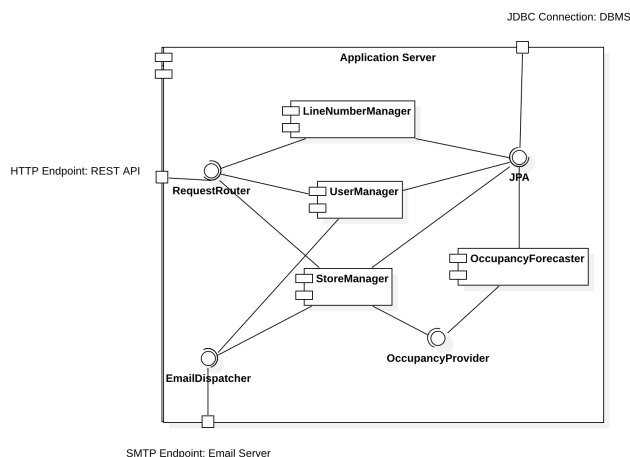 JDBC Connection: DBMS
Application Server
LineNumberManager
HTTP Endpoint: REST API
RequestRouter
JPA
UserManager
OccupancyForecaster
StoreManager
OccupancyProvider
EmailDispatcher
SMTP Endpoint: Email Server